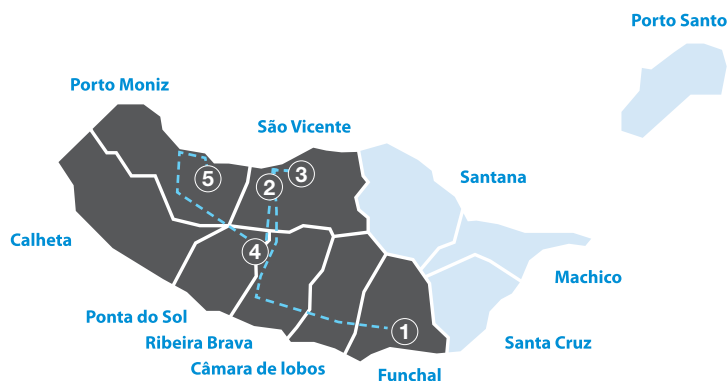 Porto Santo
Porto Moniz
São Vicente
Santana
3
2
5
Calheta
4
Machico
Ponta do Sol
1
Ribeira Brava
Santa Cruz
Câmara de lobos
Funchal